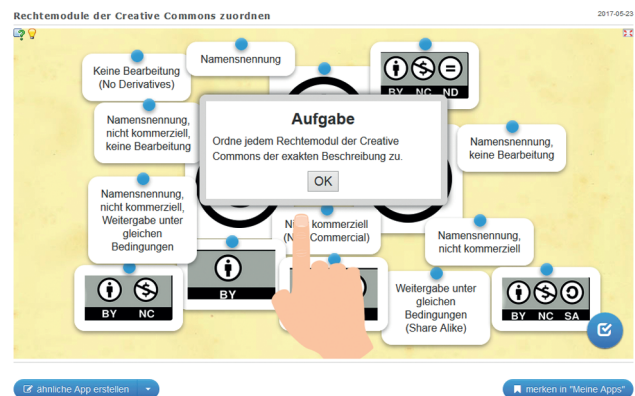 Rechtemodule der Creative Commons zuordnen
2017-05-23
Keine Bearbeitung
(No Derivatives)
Namensnennung
BY NC ND
Namensnennung,
nicht kommerziell,
keine Bearbeitung
Aufgabe
Ordne jedem Rechtemodul der Creative
Commons der exakten Beschreibung zu.
OK
Namensnennung,
keine Bearbeitung
Namensnennung,
nicht kommerziell,
Weitergabe unter
gleichen
Bedingungen
kommerziell
Commercial)
Namensnennung,
nicht kommerziell
BY NC
BY
Weitergabe unter
gleichen
Bedingungen
(Share Alike)
BY NC SA
ähnliche App erstellen
merken in "Meine Apps"